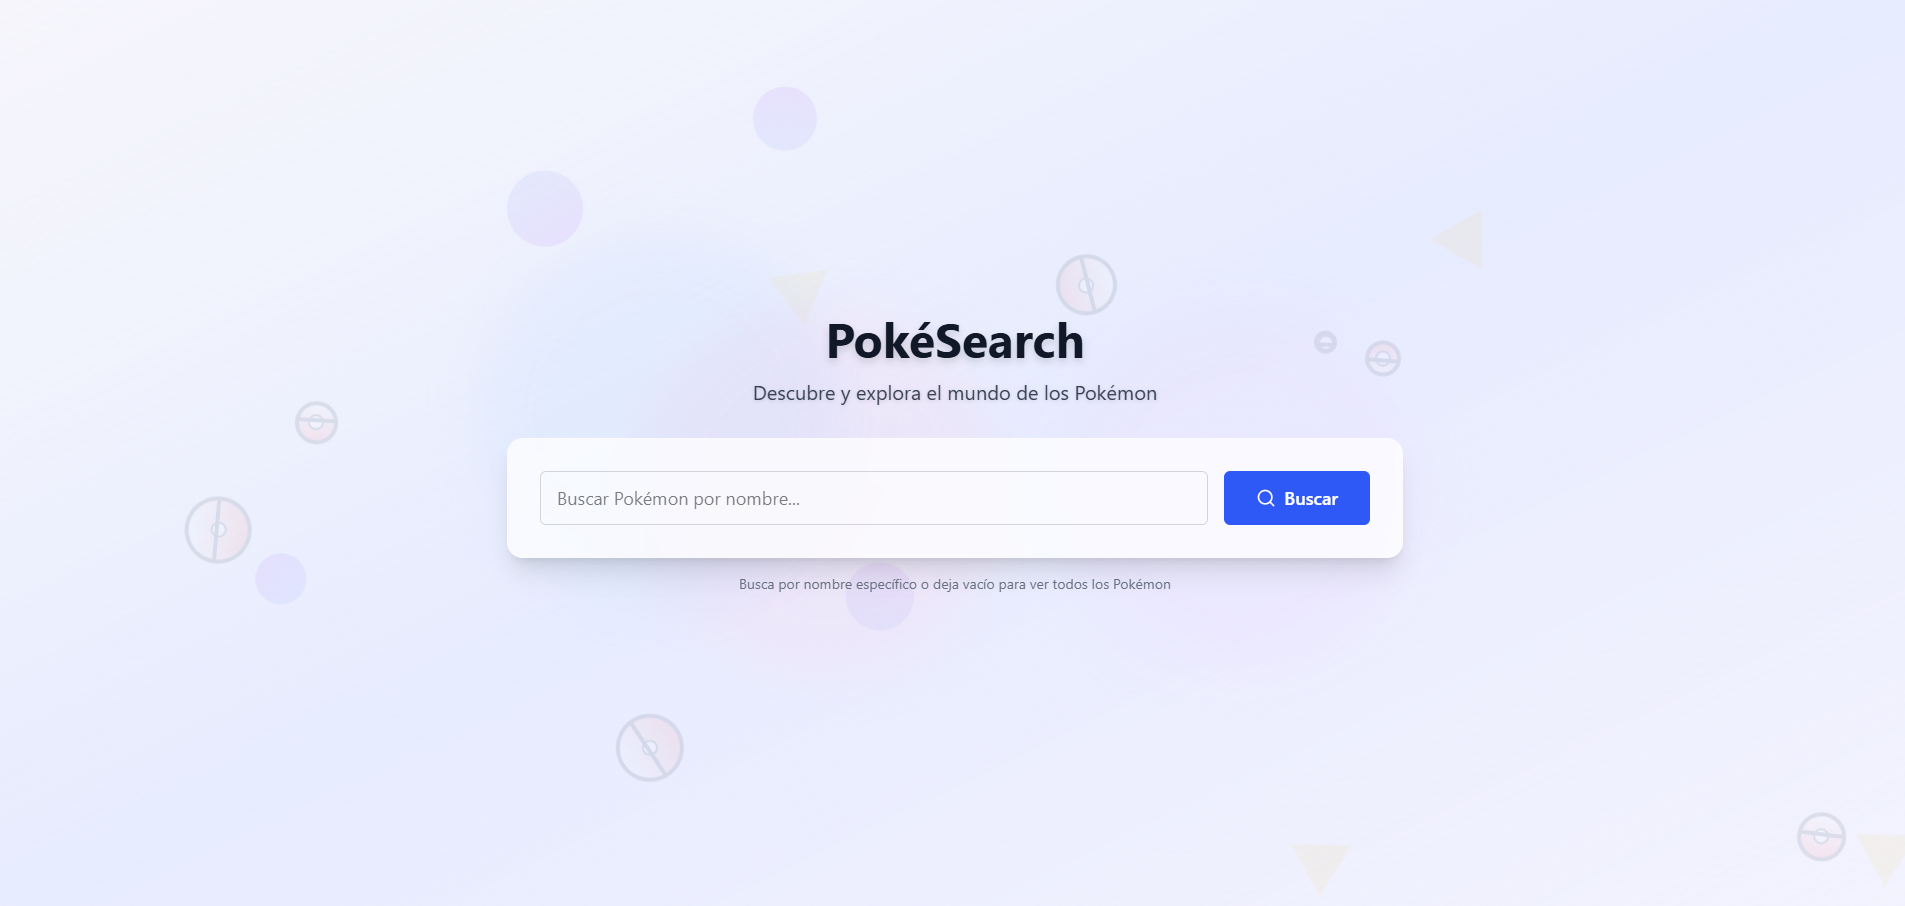 PokéSearch
Descubre y explora el mundo de los Pokémon
Buscar Pokémon por nombre...
Buscar
Busca por nombre específico o deja vacío para ver todos los Pokémon